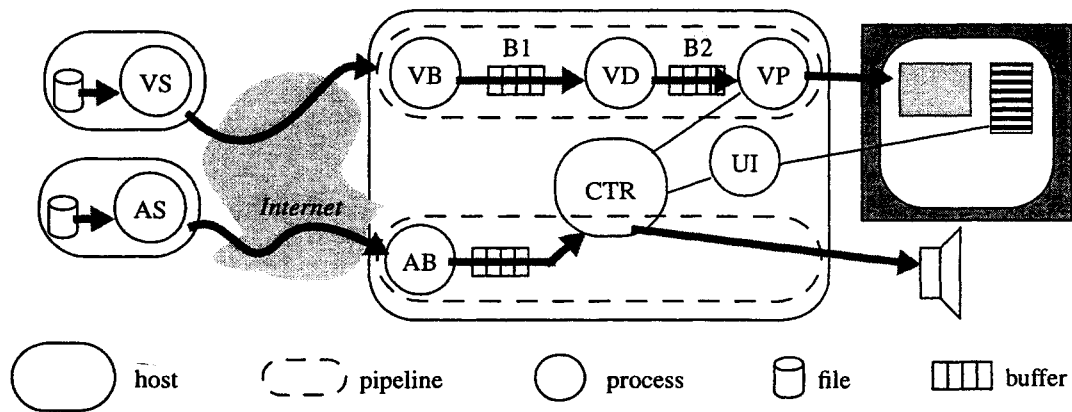 B1
B2
VS
VB
VD
VP
UI
CTR
AS
Internet
AB
host
pipeline
process
file
buffer